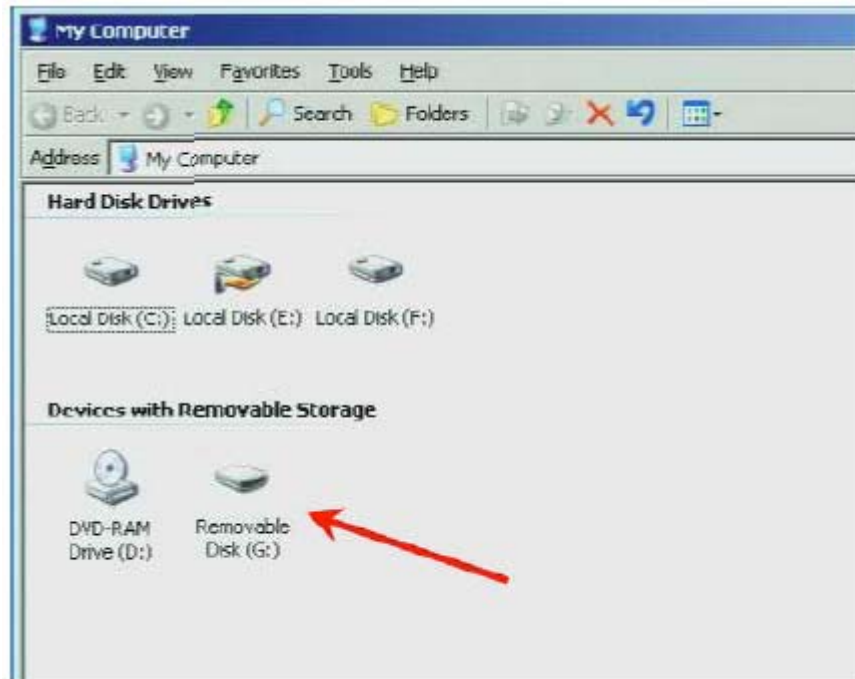 My Computer
File Edit View Favorites Tools Help
Back Search Folders
Address My Computer
Hard Disk Drives
Local Disk (C:) Local Disk (E:) Local Disk (F:)
Devices with Removable Storage
DVD-RAM Removable
Drive (D:) Disk (G:)